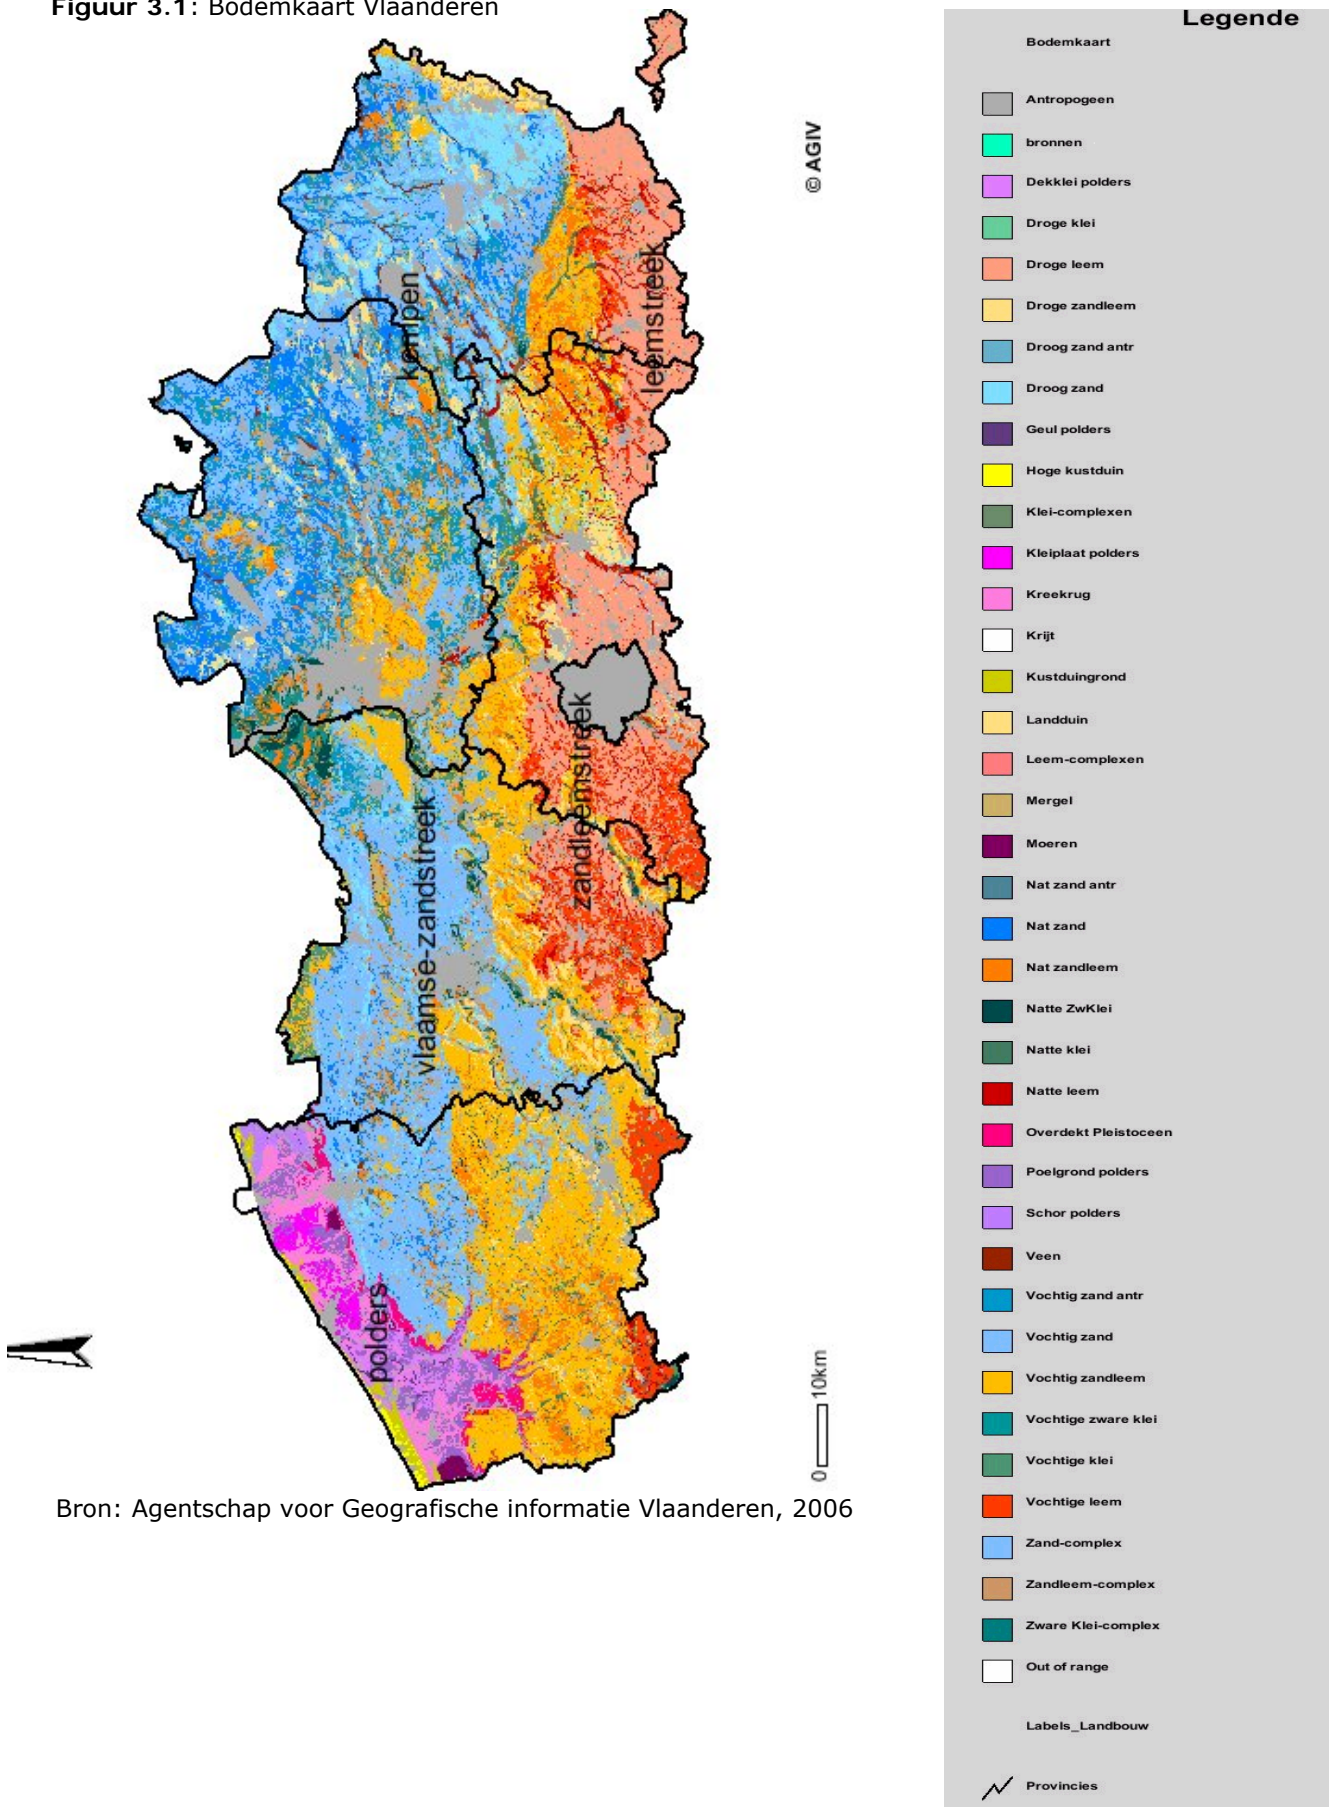 Figuur 3.1: Bodemkaart Vlaanderen
© AGIV
kempen
leemstreek
zandleemstreek
vlaamse-zandstreek
polders
0 10km
Bron: Agentschap voor Geografische informatie Vlaanderen, 2006
Legende
Bodemkaart
Antropogeen
bronnen
Dekklei polders
Droge klei
Droge leem
Droge zandleem
Droog zand antr
Droog zand
Geul polders
Hoge kustduin
Klei-complexen
Kleiplaat polders
Kreekrug
Krijt
Kustduingrond
Landduin
Leem-complexen
Mergel
Moeren
Nat zand antr
Nat zand
Nat zandleem
Natte ZwKlei
Natte klei
Natte leem
Overdekt Pleistoceen
Poelgrond polders
Schor polders
Veen
Vochtig zand antr
Vochtig zand
Vochtig zandleem
Vochtige zware klei
Vochtige klei
Vochtige leem
Zand-complex
Zandleem-complex
Zware Klei-complex
Out of range
Labels_Landbouw
Provincies